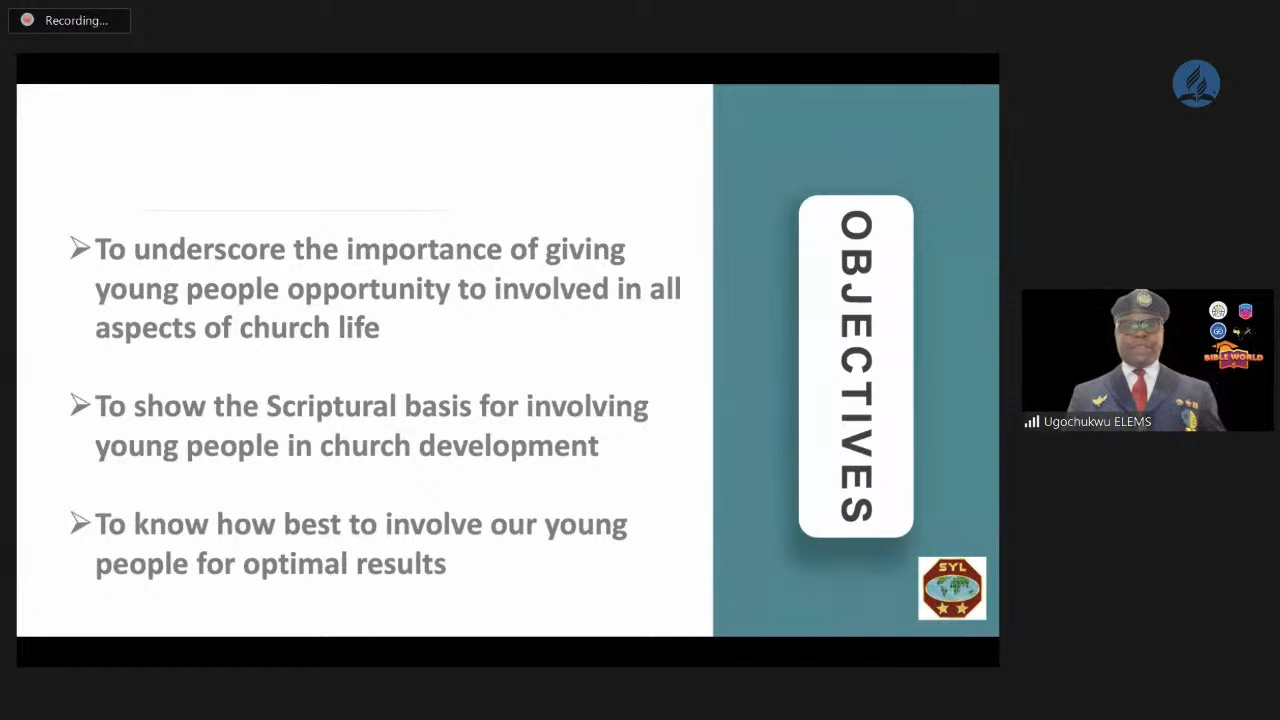 Recording...
➢To underscore the importance of giving
young people opportunity to involved in all
aspects of church life
➢To show the Scriptural basis for involving
young people in church development
➢To know how best to involve our young
people for optimal results
OBJECTIVES
SYL
BIBLE WORLD
Ugochukwu ELEMS